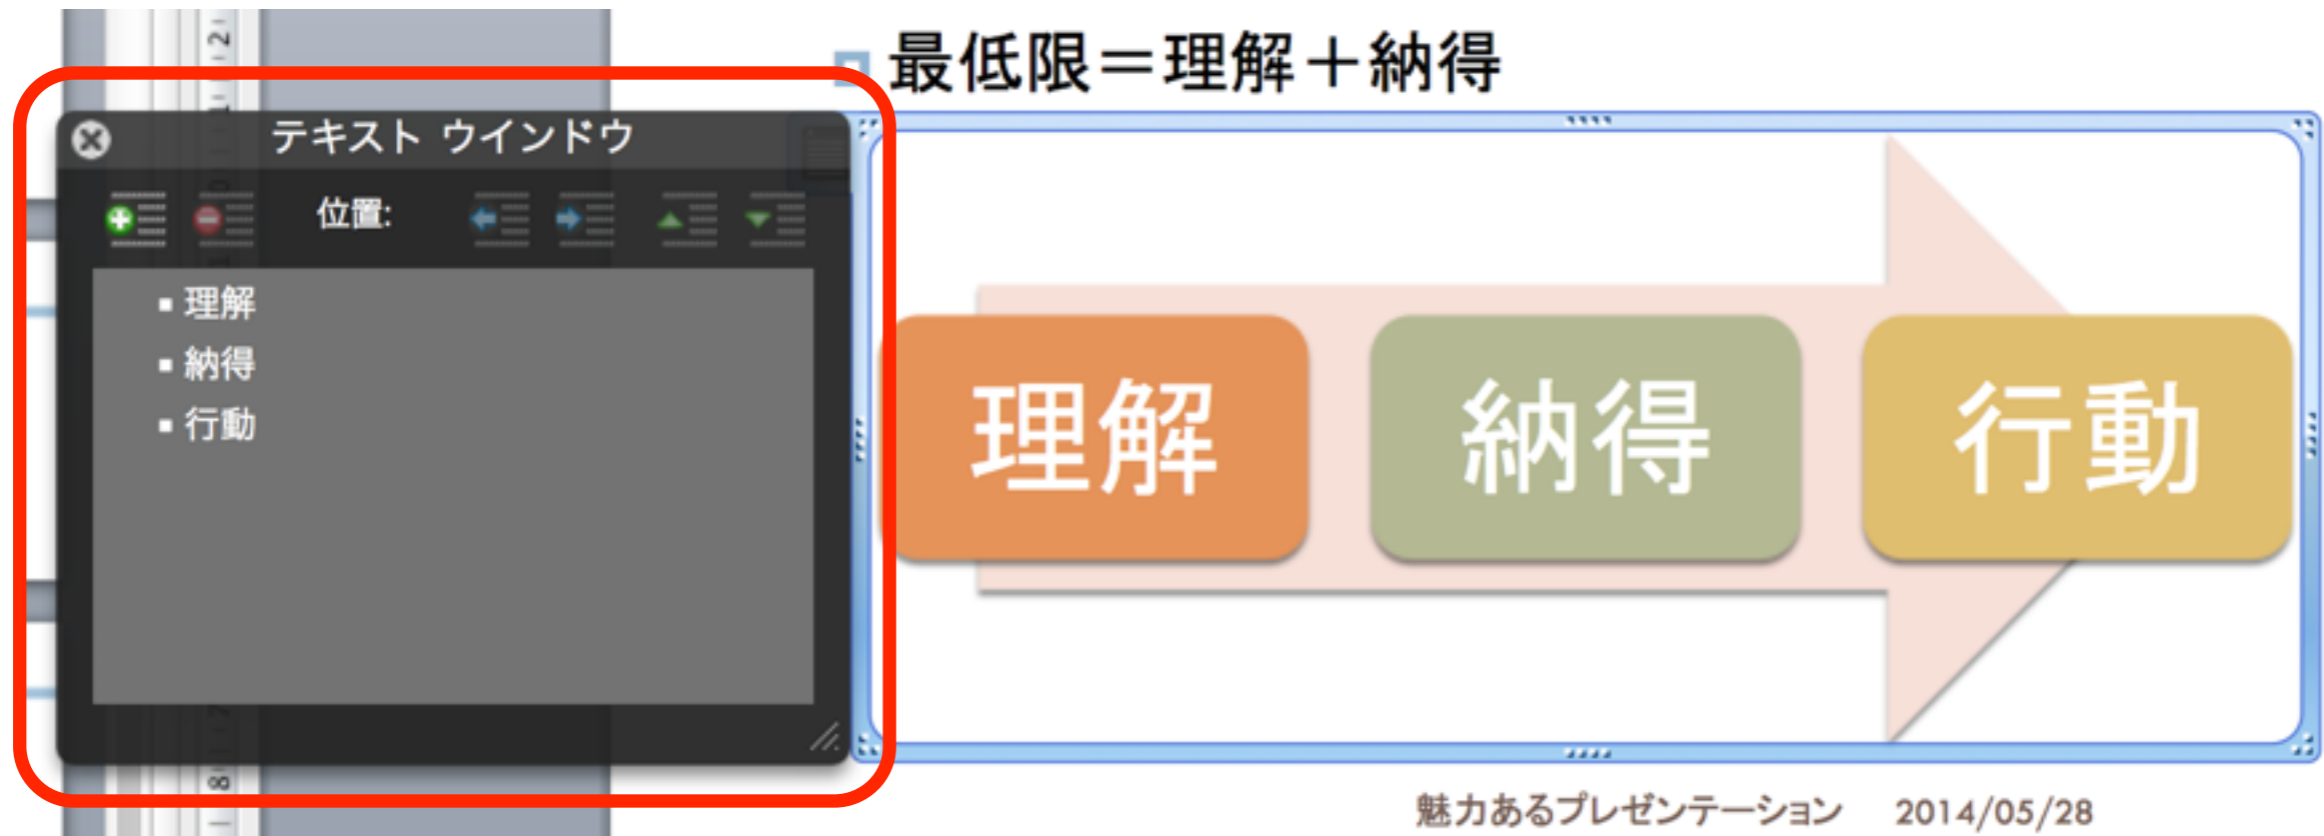 最低限＝理解＋納得
テキスト ウインドウ
位置:
理解
納得
行動
理解 納得 行動
魅力あるプレゼンテーション 2014/05/28